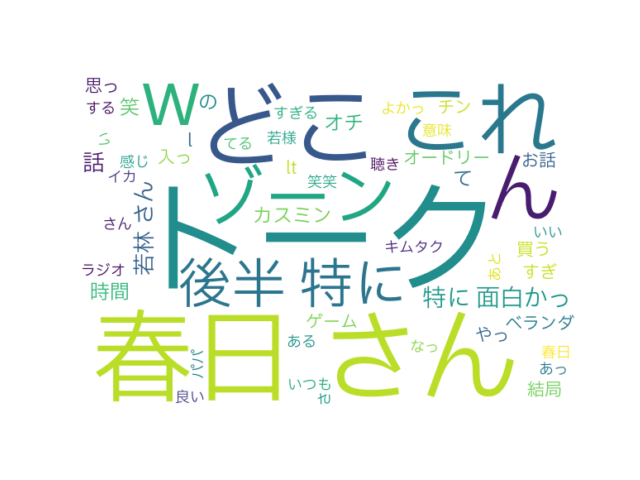 思っ
する
笑
W
の
どこ
これ
すぎる
オチ
よかっ
チン
意味
てる
若様
話
感じ
入っ
イカ
lt
笑笑
聴き
オードリー
お話
て
ん
ゾーン
トーク
カスミン
さん
若林 さん
キムタク
いい
買う
すぎ
あと
ラジオ
時間
後半
特に
特に
面白かっ
ゲーム
ある
ベランダ
やっ
なっ
春日
あっ
結局
春日 さん
良い
いつも